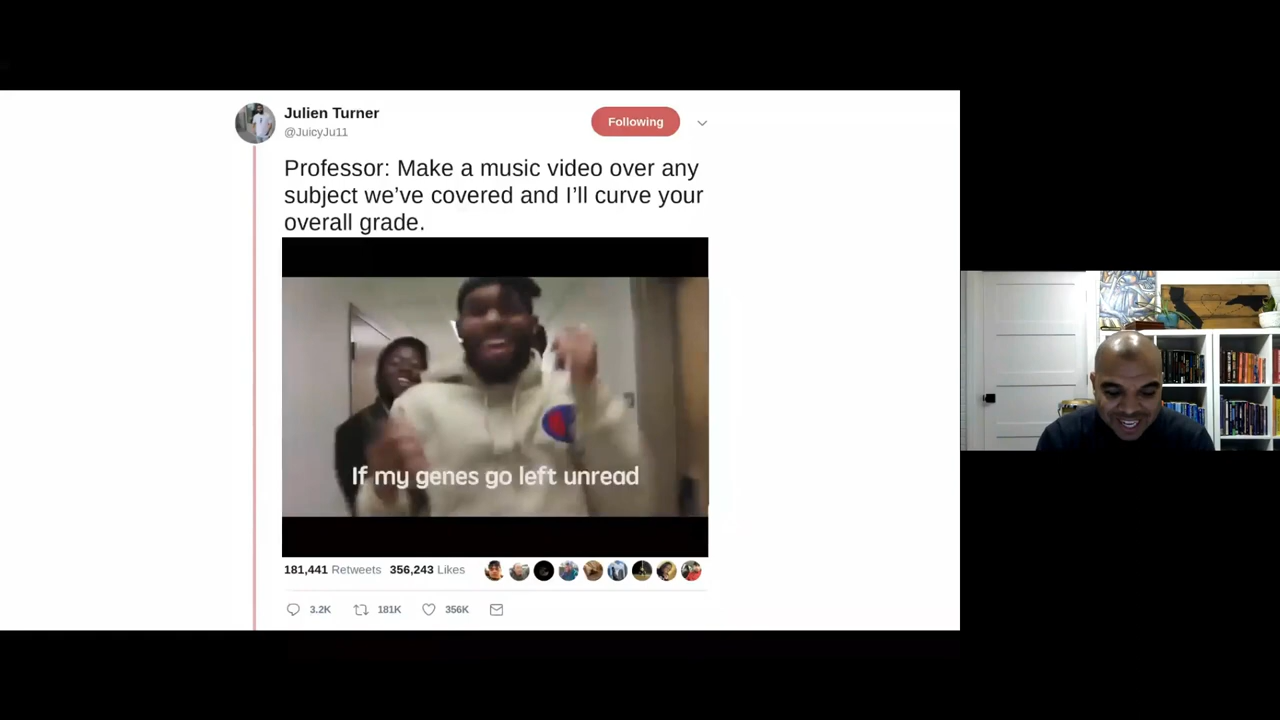 Julien Turner
@JuicyJu11
Following
Professor: Make a music video over any
subject we've covered and I'll curve your
overall grade.
If my genes go left unread
181,441 Retweets 356,243 Likes
3.2K 181K 356K